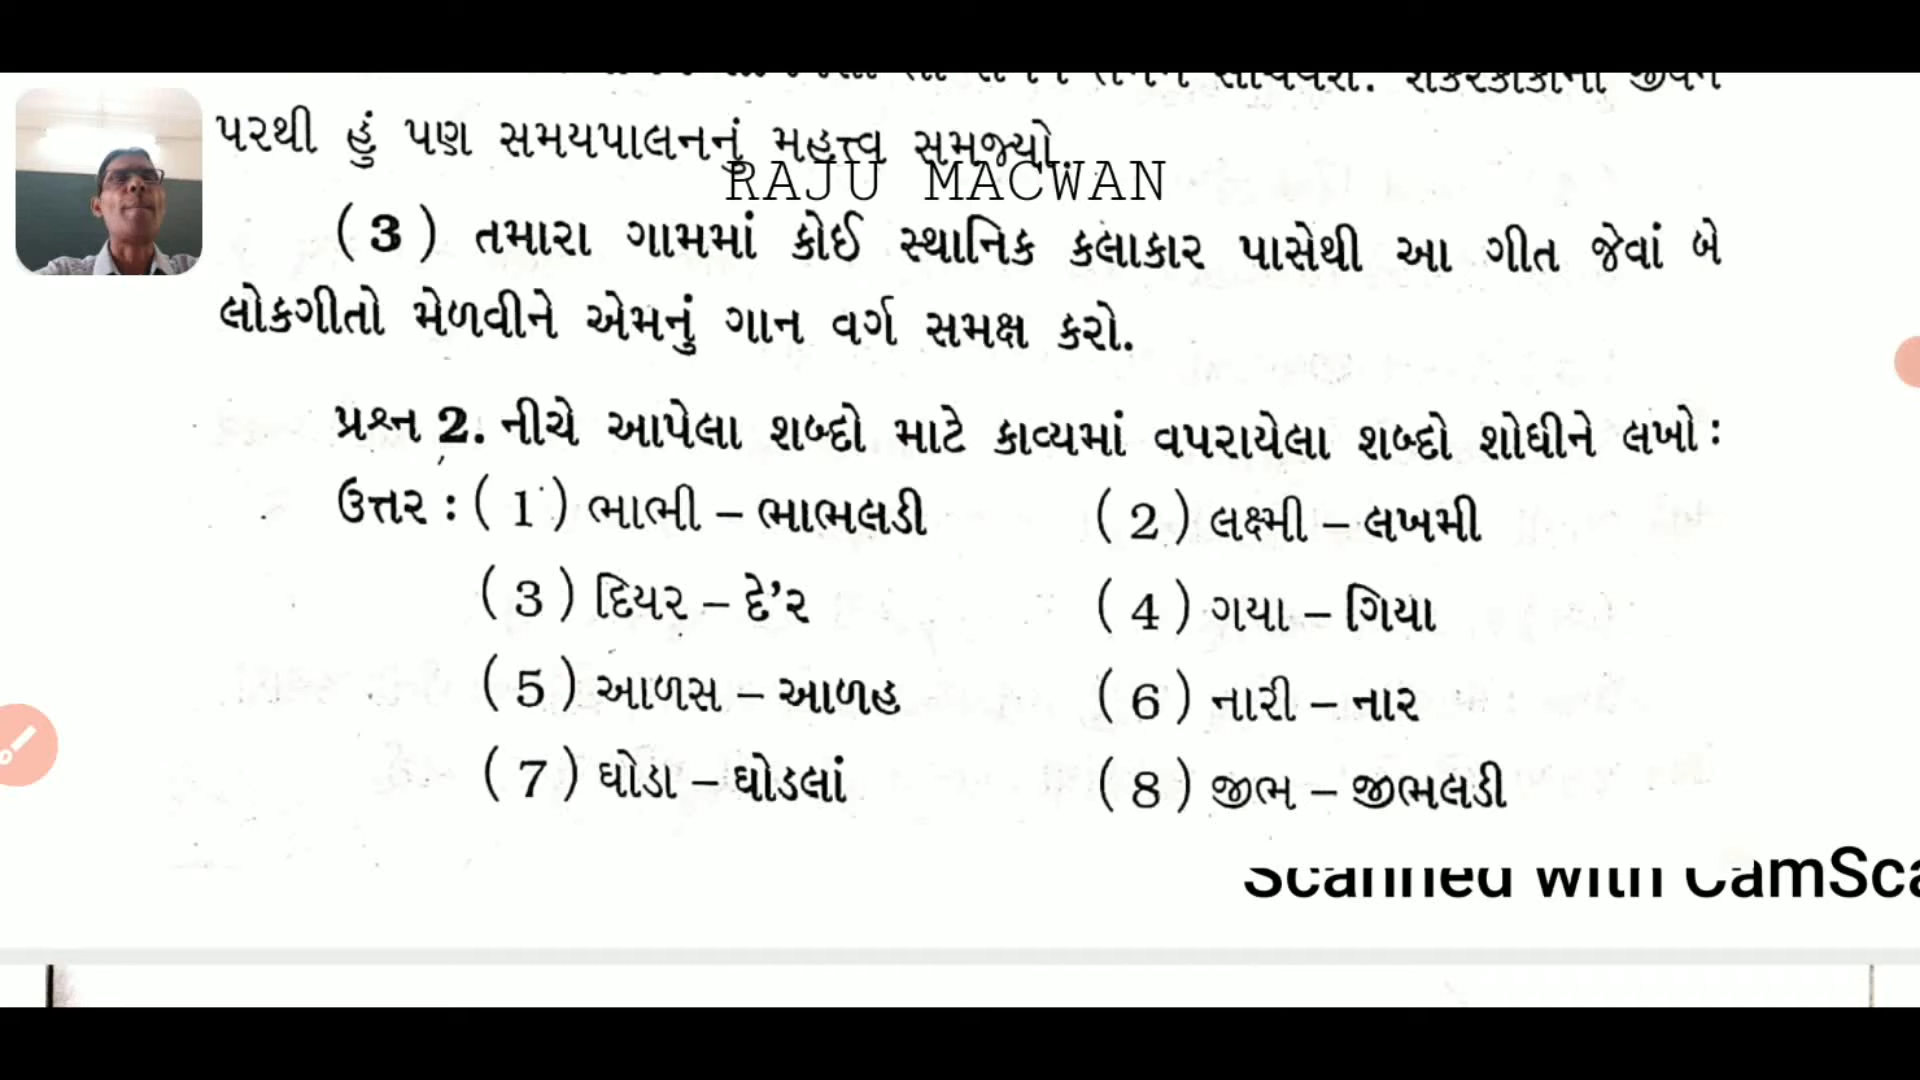 જીવન
પરથી હું પણ સમયપાલનનું મહત્ત્વ સમજ્યો.
RAJU MACWAN
(3) તમારા ગામમાં કોઈ સ્થાનિક કલાકાર પાસેથી આ ગીત જેવાં બે
લોકગીતો મેળવીને એમનું ગાન વર્ગ સમક્ષ કરો.
પ્રશ્ન 2. નીચે આપેલા શબ્દો માટે કાવ્યમાં વપરાયેલા શબ્દો શોધીને લખો :
ઉત્તર : (1) ભાભી – ભાભલડી (2) લક્ષ્મી – લખમી
(3) દિયર – દે'ર (4) ગયા – ગિયા
(5) આળસ – આળહ (6) નારી – નાર
(7) ઘોડા – ઘોડલાં (8) જીભ – જીભલડી
Scanned with CamSca